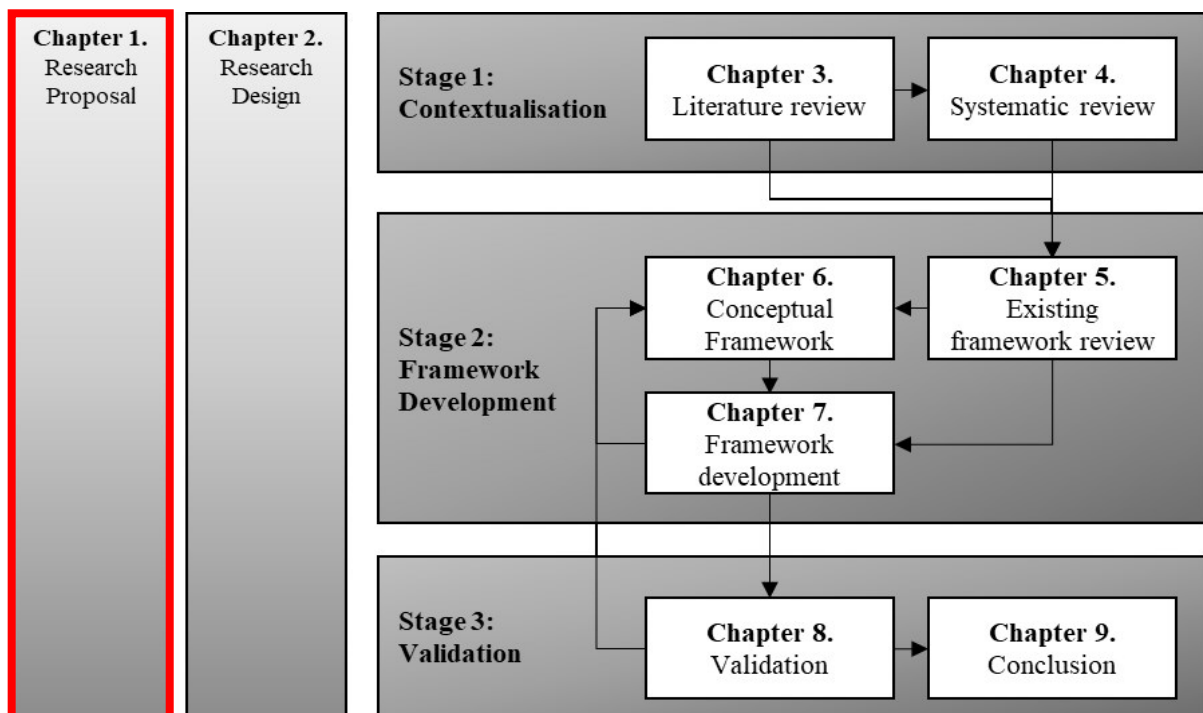 Chapter 1.
Research
Proposal
Chapter 2.
Research
Design
Stage 1:
Contextualisation
Chapter 3.
Literature review
Chapter 4.
Systematic review
Stage 2:
Framework
Development
Chapter 6.
Conceptual
Framework
Chapter 5.
Existing
framework review
Chapter 7.
Framework
development
Stage 3:
Validation
Chapter 8.
Validation
Chapter 9.
Conclusion